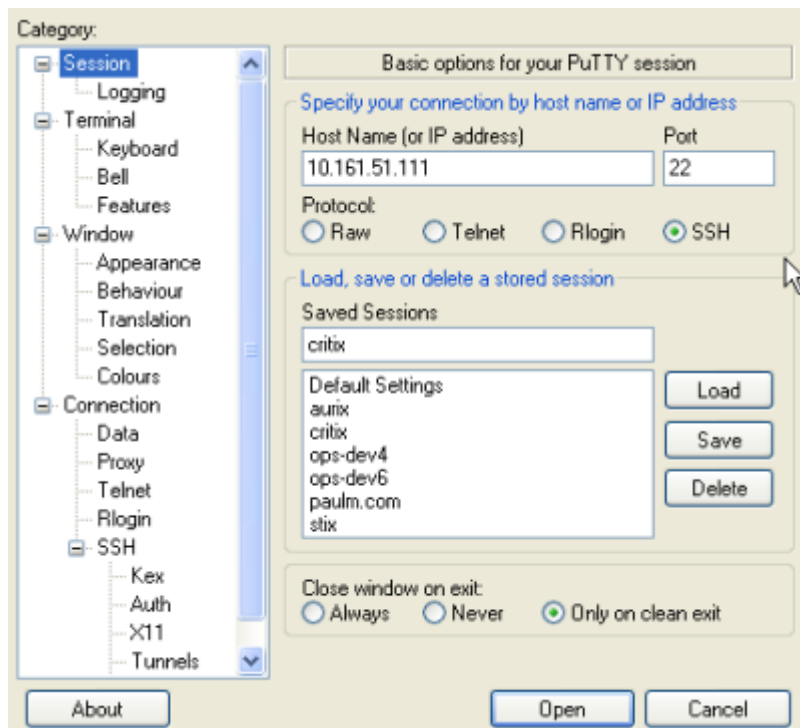 Category:
Session
Logging
Terminal
Keyboard
Bell
Features
Window
Appearance
Behaviour
Translation
Selection
Colours
Connection
Data
Proxy
Telnet
Rlogin
SSH
Kex
Auth
X11
Tunnels
Basic options for your PuTTY session
Specify your connection by host name or IP address
Host Name (or IP address) Port
10.161.51.111 22
Protocol:
Raw Telnet Rlogin SSH
Load, save or delete a stored session
Saved Sessions
critix
Default Settings
aurix
critix
ops-dev4
ops-dev6
paulm.com
stix
Load
Save
Delete
Close window on exit:
Always Never Only on clean exit
About Open Cancel